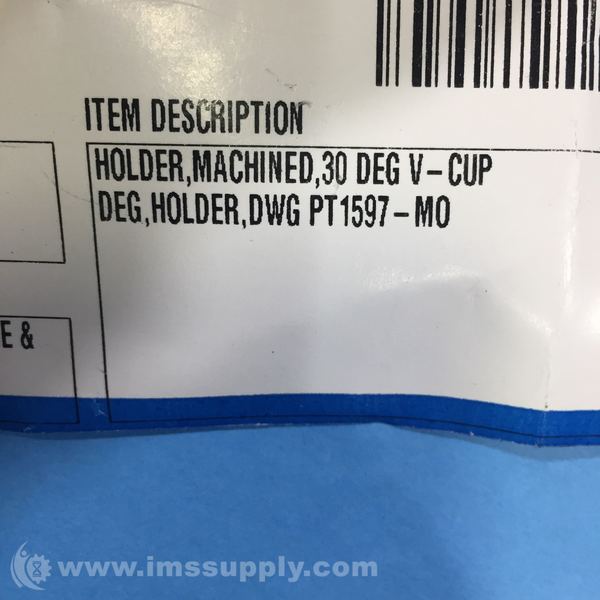 ITEM DESCRIPTION
HOLDER,MACHINED,30 DEG V-CUP
DEG,HOLDER,DWG PT1597-MO
E &
www.imssupply.com